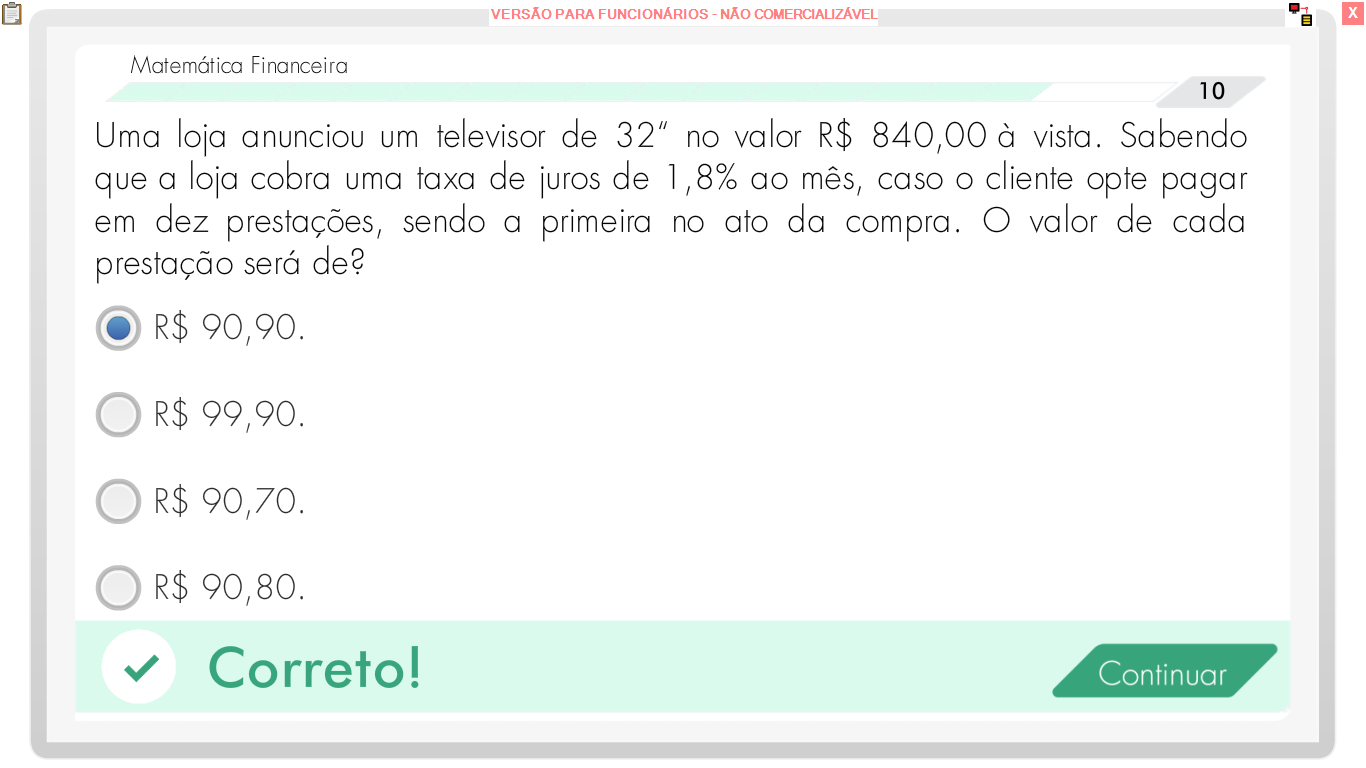 VERSÃO PARA FUNCIONÁRIOS - NÃO COMERCIALIZÁVEL
X
Matemática Financeira
10
Uma loja anunciou um televisor de 32“ no valor R$ 840,00 à vista. Sabendo
que a loja cobra uma taxa de juros de 1,8% ao mês, caso o cliente opte pagar
em dez prestações, sendo a primeira no ato da compra. O valor de cada
prestação será de?
R$ 90,90.
R$ 99,90.
R$ 90,70.
R$ 90,80.
Correto!
Continuar